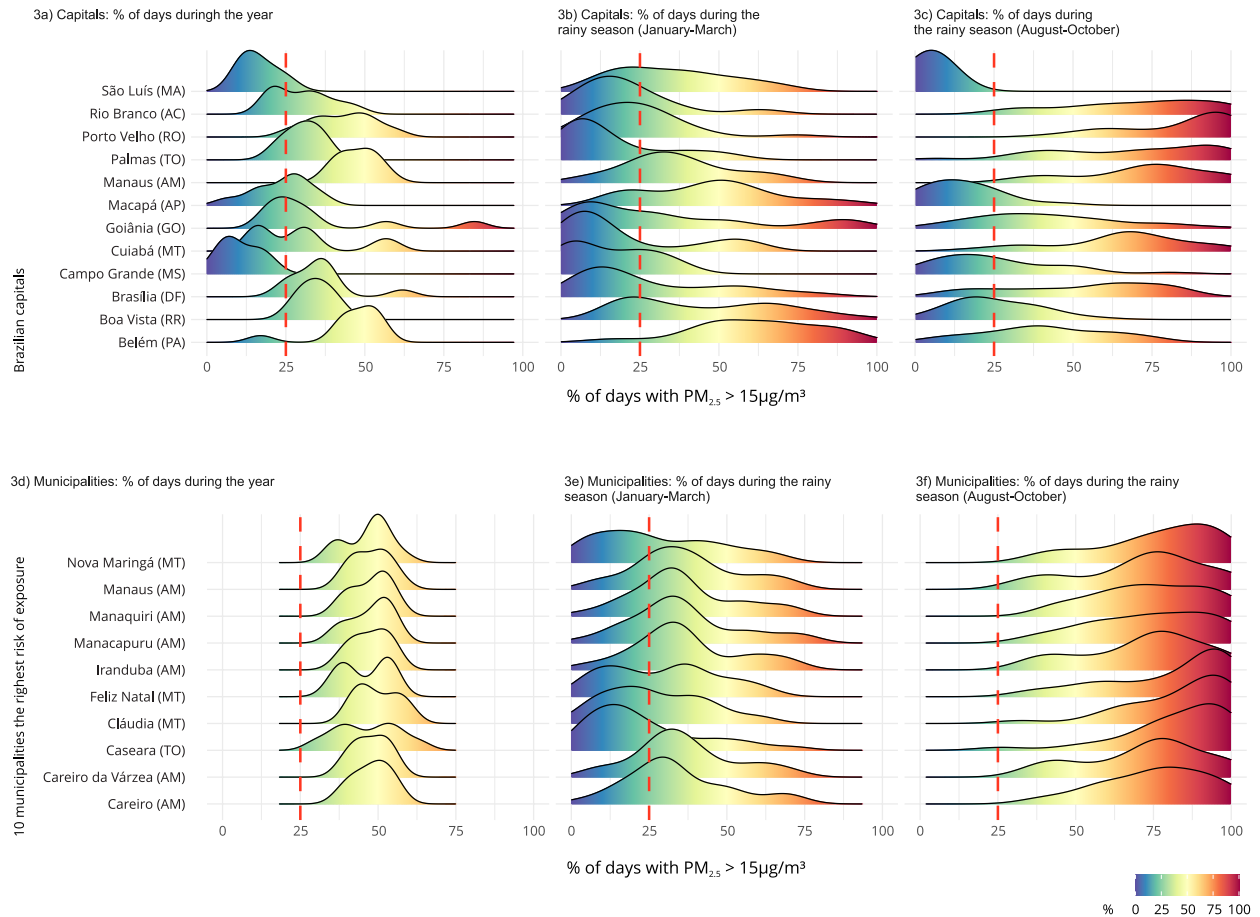 3a) Capitals: % of days duringh the year
3b) Capitals: % of days during the
rainy season (January-March)
3c) Capitals: % of days during
the rainy season (August-October)
Brazilian capitals
São Luís (MA)
Rio Branco (AC)
Porto Velho (RO)
Palmas (TO)
Manaus (AM)
Macapá (AP)
Goiânia (GO)
Cuiabá (MT)
Campo Grande (MS)
Brasília (DF)
Boa Vista (RR)
Belém (PA)
0 25 50 75 100
0 25 50 75 100
0 25 50 75 100
% of days with PM₂.₅ > 15µg/m³
3d) Municipalities: % of days during the year
3e) Municipalities: % of days during the rainy
season (January-March)
3f) Municipalities: % of days during the rainy
season (August-October)
10 municipalities the righest risk of exposure
Nova Maringá (MT)
Manaus (AM)
Manaquiri (AM)
Manacapuru (AM)
Iranduba (AM)
Feliz Natal (MT)
Cláudia (MT)
Caseara (TO)
Careiro da Várzea (AM)
Careiro (AM)
0 25 50 75 100
0 25 50 75 100
0 25 50 75 100
% of days with PM₂.₅ > 15µg/m³
% 0 25 50 75 100